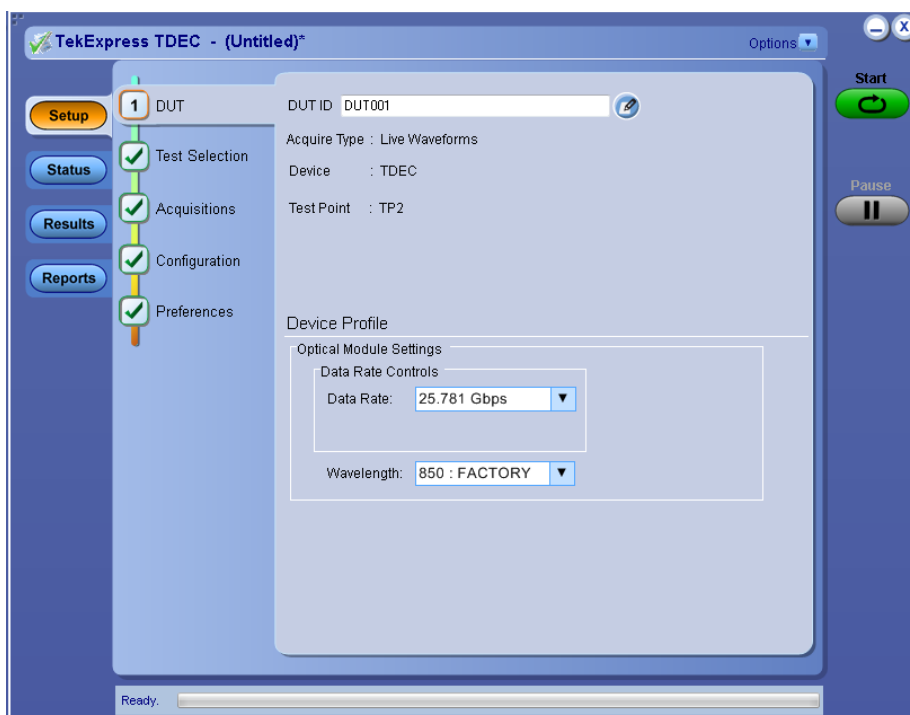 TekExpress TDEC - (Untitled)*
Options
X
Start
Pause
Setup
Status
Results
Reports
1 DUT
Test Selection
Acquisitions
Configuration
Preferences
DUT ID DUT001
Acquire Type : Live Waveforms
Device : TDEC
Test Point : TP2
Device Profile
Optical Module Settings
Data Rate Controls
Data Rate: 25.781 Gbps
Wavelength: 850 : FACTORY
Ready.